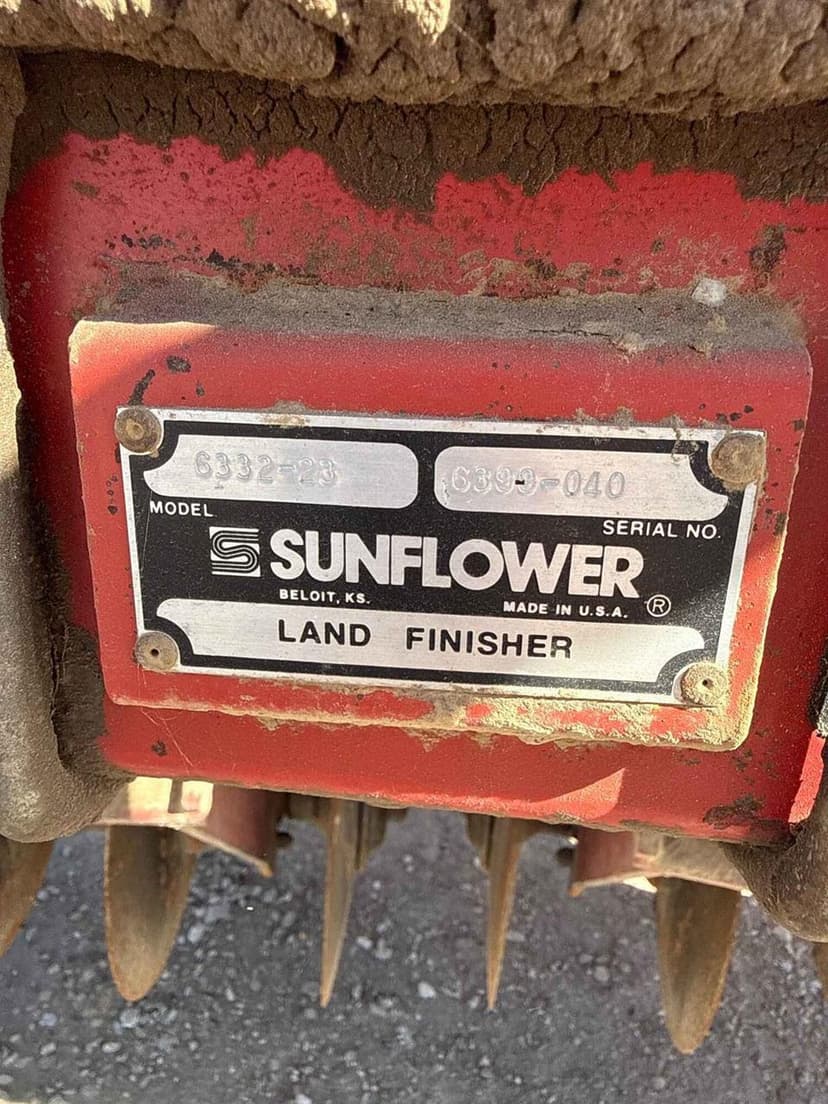 6332-23 6399-040
MODEL SERIAL NO.
SUNFLOWER
BELOIT, KS. MADE IN U.S.A. ®
LAND FINISHER